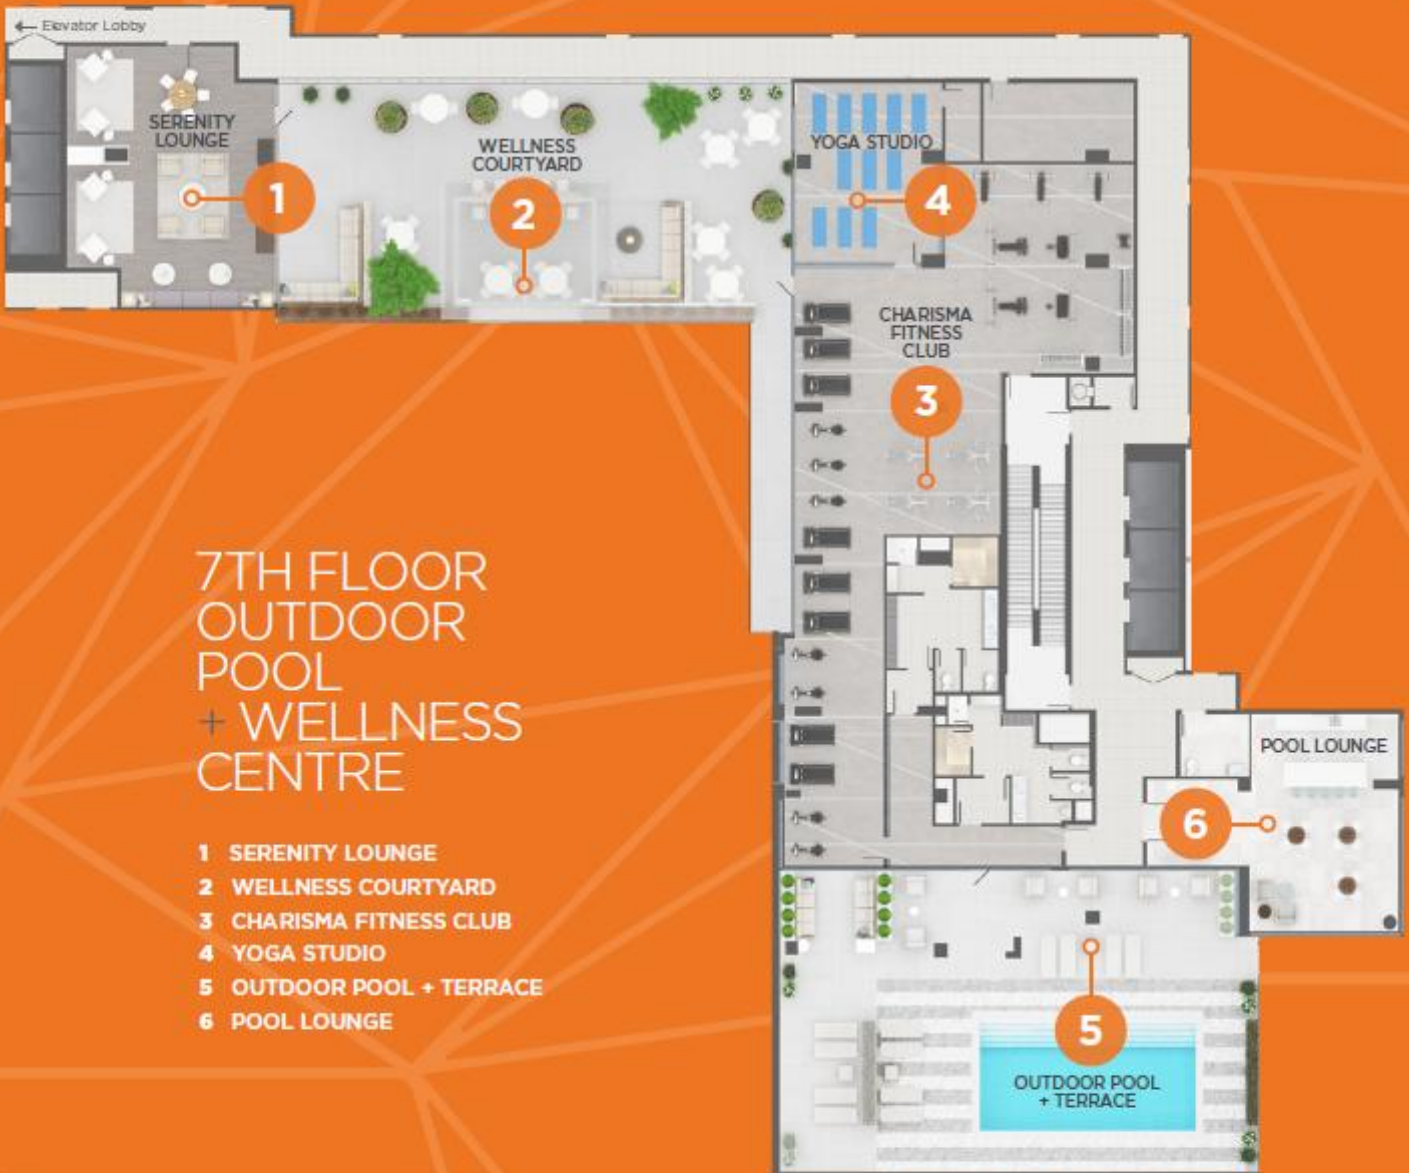 ← Elevator Lobby
SERENITY
LOUNGE
1
WELLNESS
COURTYARD
2
YOGA STUDIO
4
CHARISMA
FITNESS
CLUB
3
7TH FLOOR
OUTDOOR
POOL
+ WELLNESS
CENTRE
1 SERENITY LOUNGE
2 WELLNESS COURTYARD
3 CHARISMA FITNESS CLUB
4 YOGA STUDIO
5 OUTDOOR POOL + TERRACE
6 POOL LOUNGE
POOL LOUNGE
6
5
OUTDOOR POOL
+ TERRACE